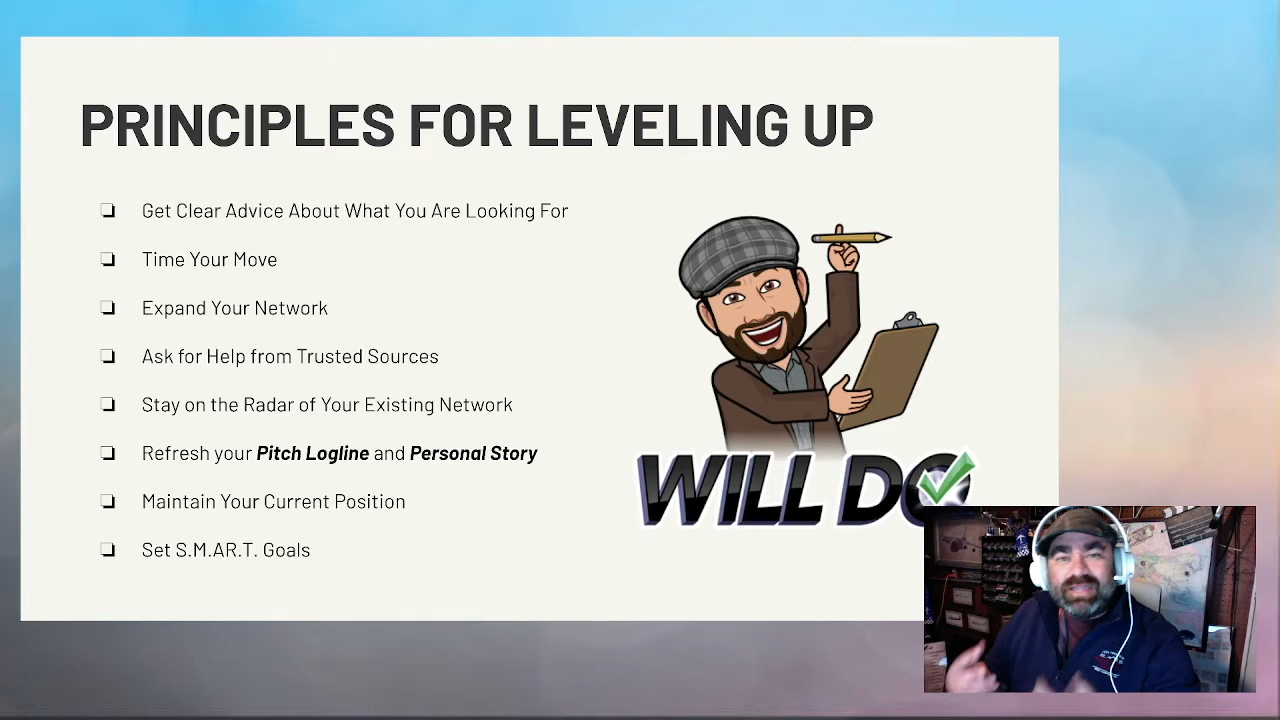 PRINCIPLES FOR LEVELING UP
❏ Get Clear Advice About What You Are Looking For
❏ Time Your Move
❏ Expand Your Network
❏ Ask for Help from Trusted Sources
❏ Stay on the Radar of Your Existing Network
❏ Refresh your Pitch Logline and Personal Story
❏ Maintain Your Current Position
❏ Set S.M.AR.T. Goals
WILL DO